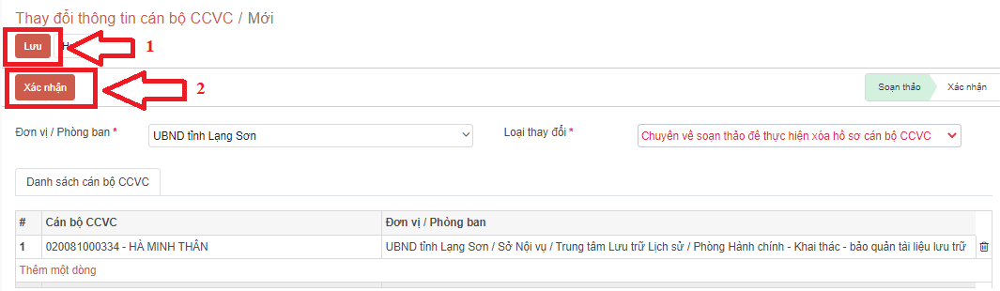 Thay đổi thông tin cán bộ CCVC / Mới
Lưu 1
Xác nhận 2 Soạn thảo Xác nhận
Đơn vị / Phòng ban * UBND tỉnh Lạng Sơn Loại thay đổi * Chuyển về soạn thảo để thực hiện xóa hồ sơ cán bộ CCVC
Danh sách cán bộ CCVC
# Cán bộ CCVC Đơn vị / Phòng ban
1 020081000334 - HÀ MINH THÂN UBND tỉnh Lạng Sơn / Sở Nội vụ / Trung tâm Lưu trữ Lịch sử / Phòng Hành chính - Khai thác - bảo quản tài liệu lưu trữ
Thêm một dòng